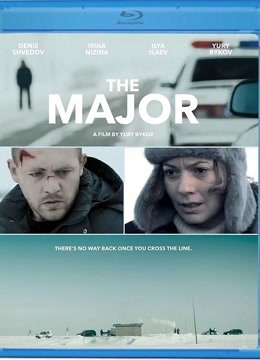 DENIS SHVEDOV
IRINA NIZINA
ILYA ISAEV
YURY BYKOV
THE
MAJOR
A FILM BY YURY BYKOV
THERE'S NO WAY BACK ONCE YOU CROSS THE LINE.